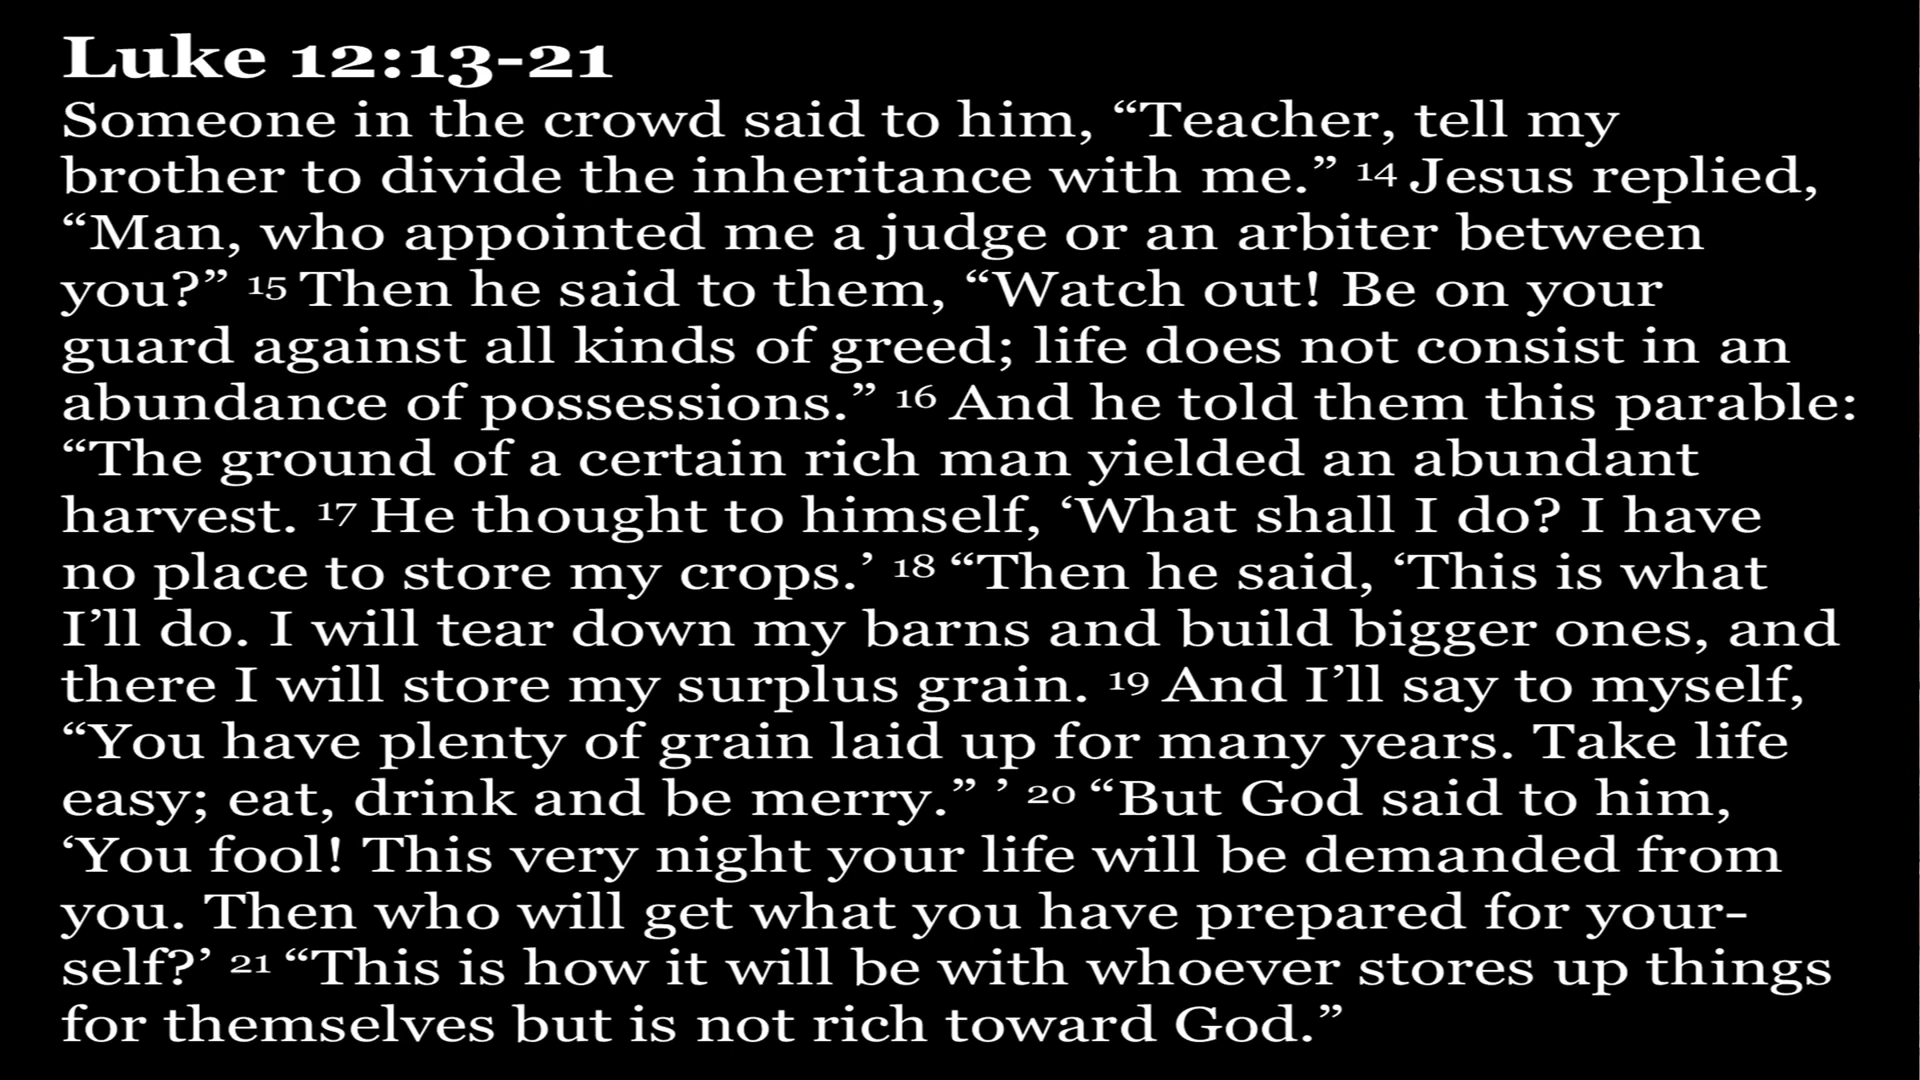 Luke 12:13-21
Someone in the crowd said to him, “Teacher, tell my
brother to divide the inheritance with me.” 14 Jesus replied,
“Man, who appointed me a judge or an arbiter between
you?” 15 Then he said to them, “Watch out! Be on your
guard against all kinds of greed; life does not consist in an
abundance of possessions.” 16 And he told them this parable:
“The ground of a certain rich man yielded an abundant
harvest. 17 He thought to himself, ‘What shall I do? I have
no place to store my crops.’ 18 “Then he said, ‘This is what
I’ll do. I will tear down my barns and build bigger ones, and
there I will store my surplus grain. 19 And I’ll say to myself,
“You have plenty of grain laid up for many years. Take life
easy; eat, drink and be merry.” ’ 20 “But God said to him,
‘You fool! This very night your life will be demanded from
you. Then who will get what you have prepared for your-
self?’ 21 “This is how it will be with whoever stores up things
for themselves but is not rich toward God.”